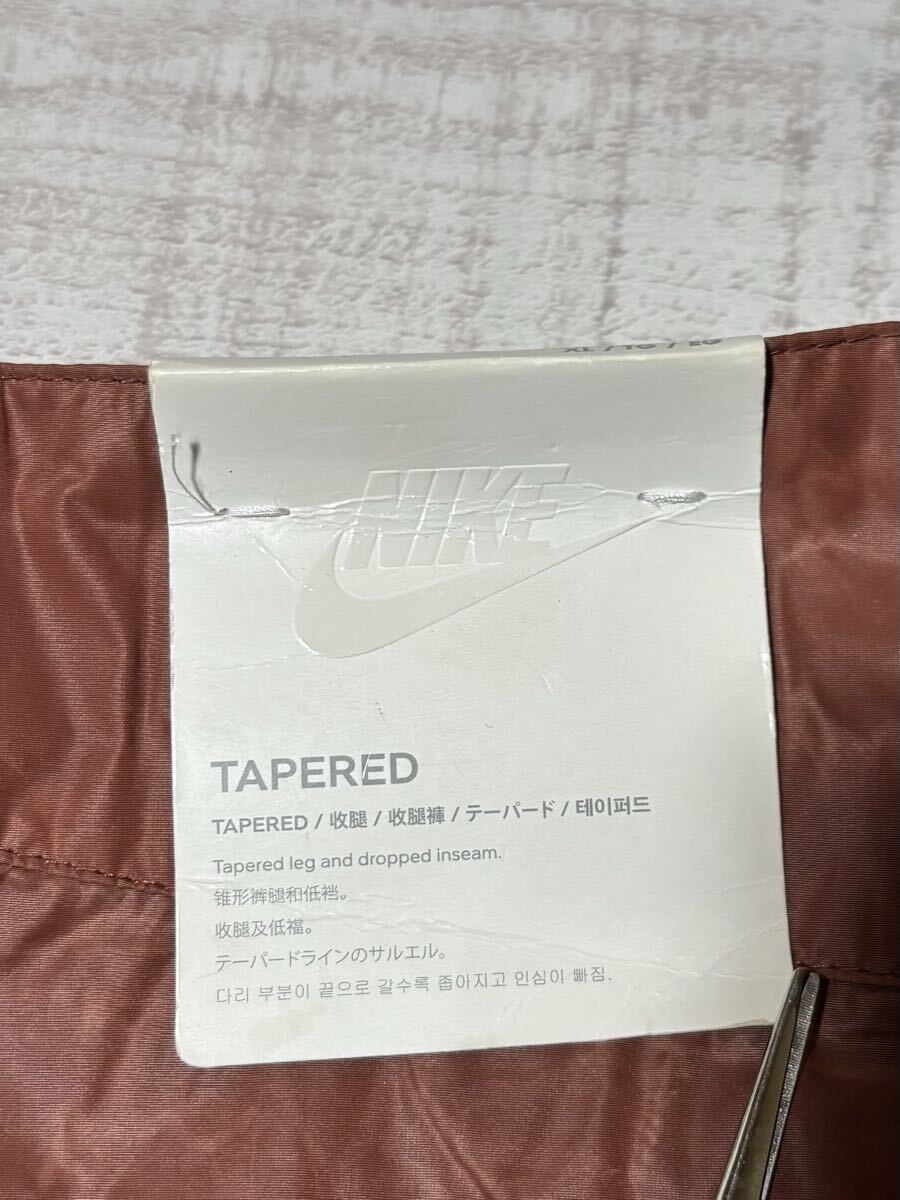 XL / TG / EG
NIKE
TAPERED
TAPERED / 收腿 / 收腿褲 / テーパード / 테이퍼드
Tapered leg and dropped inseam.
锥形裤腿和低裆。
收腿及低襠。
テーパードラインのサルエル。
다리 부분이 끝으로 갈수록 좁아지고 인심이 빠짐.